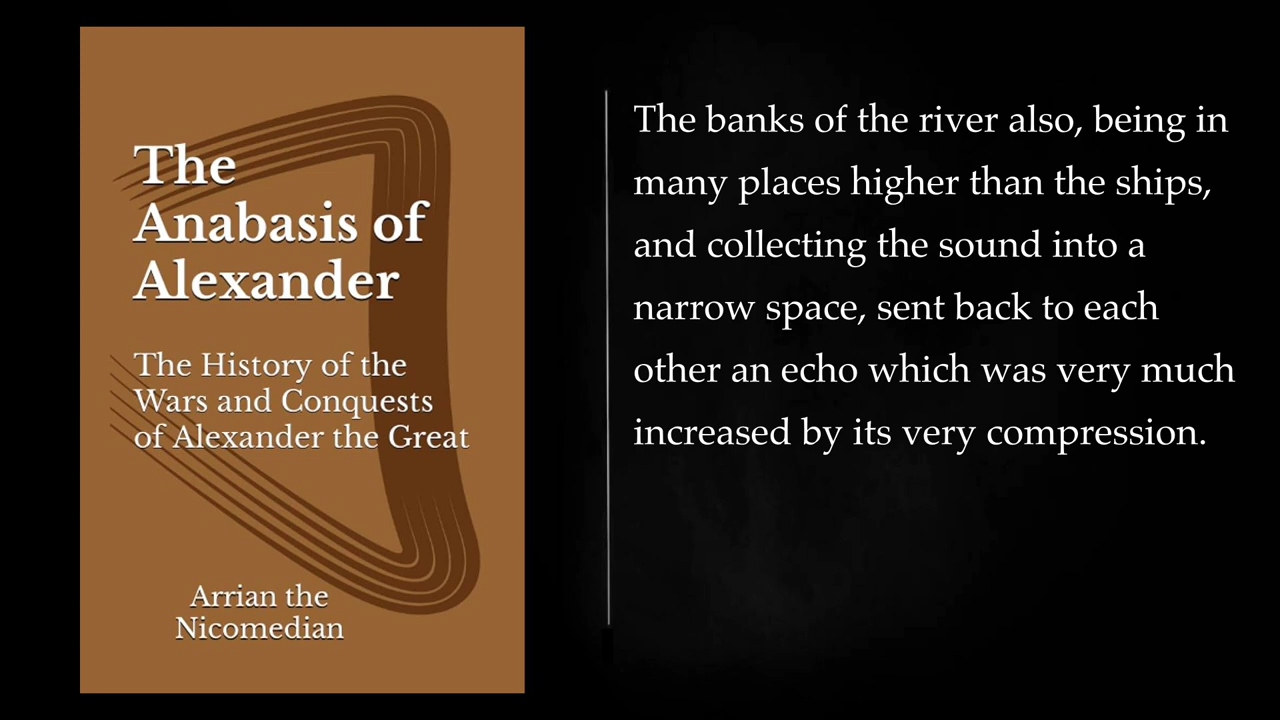 The
Anabasis of
Alexander
The History of the
Wars and Conquests
of Alexander the Great
Arrian the
Nicomedian
The banks of the river also, being in
many places higher than the ships,
and collecting the sound into a
narrow space, sent back to each
other an echo which was very much
increased by its very compression.